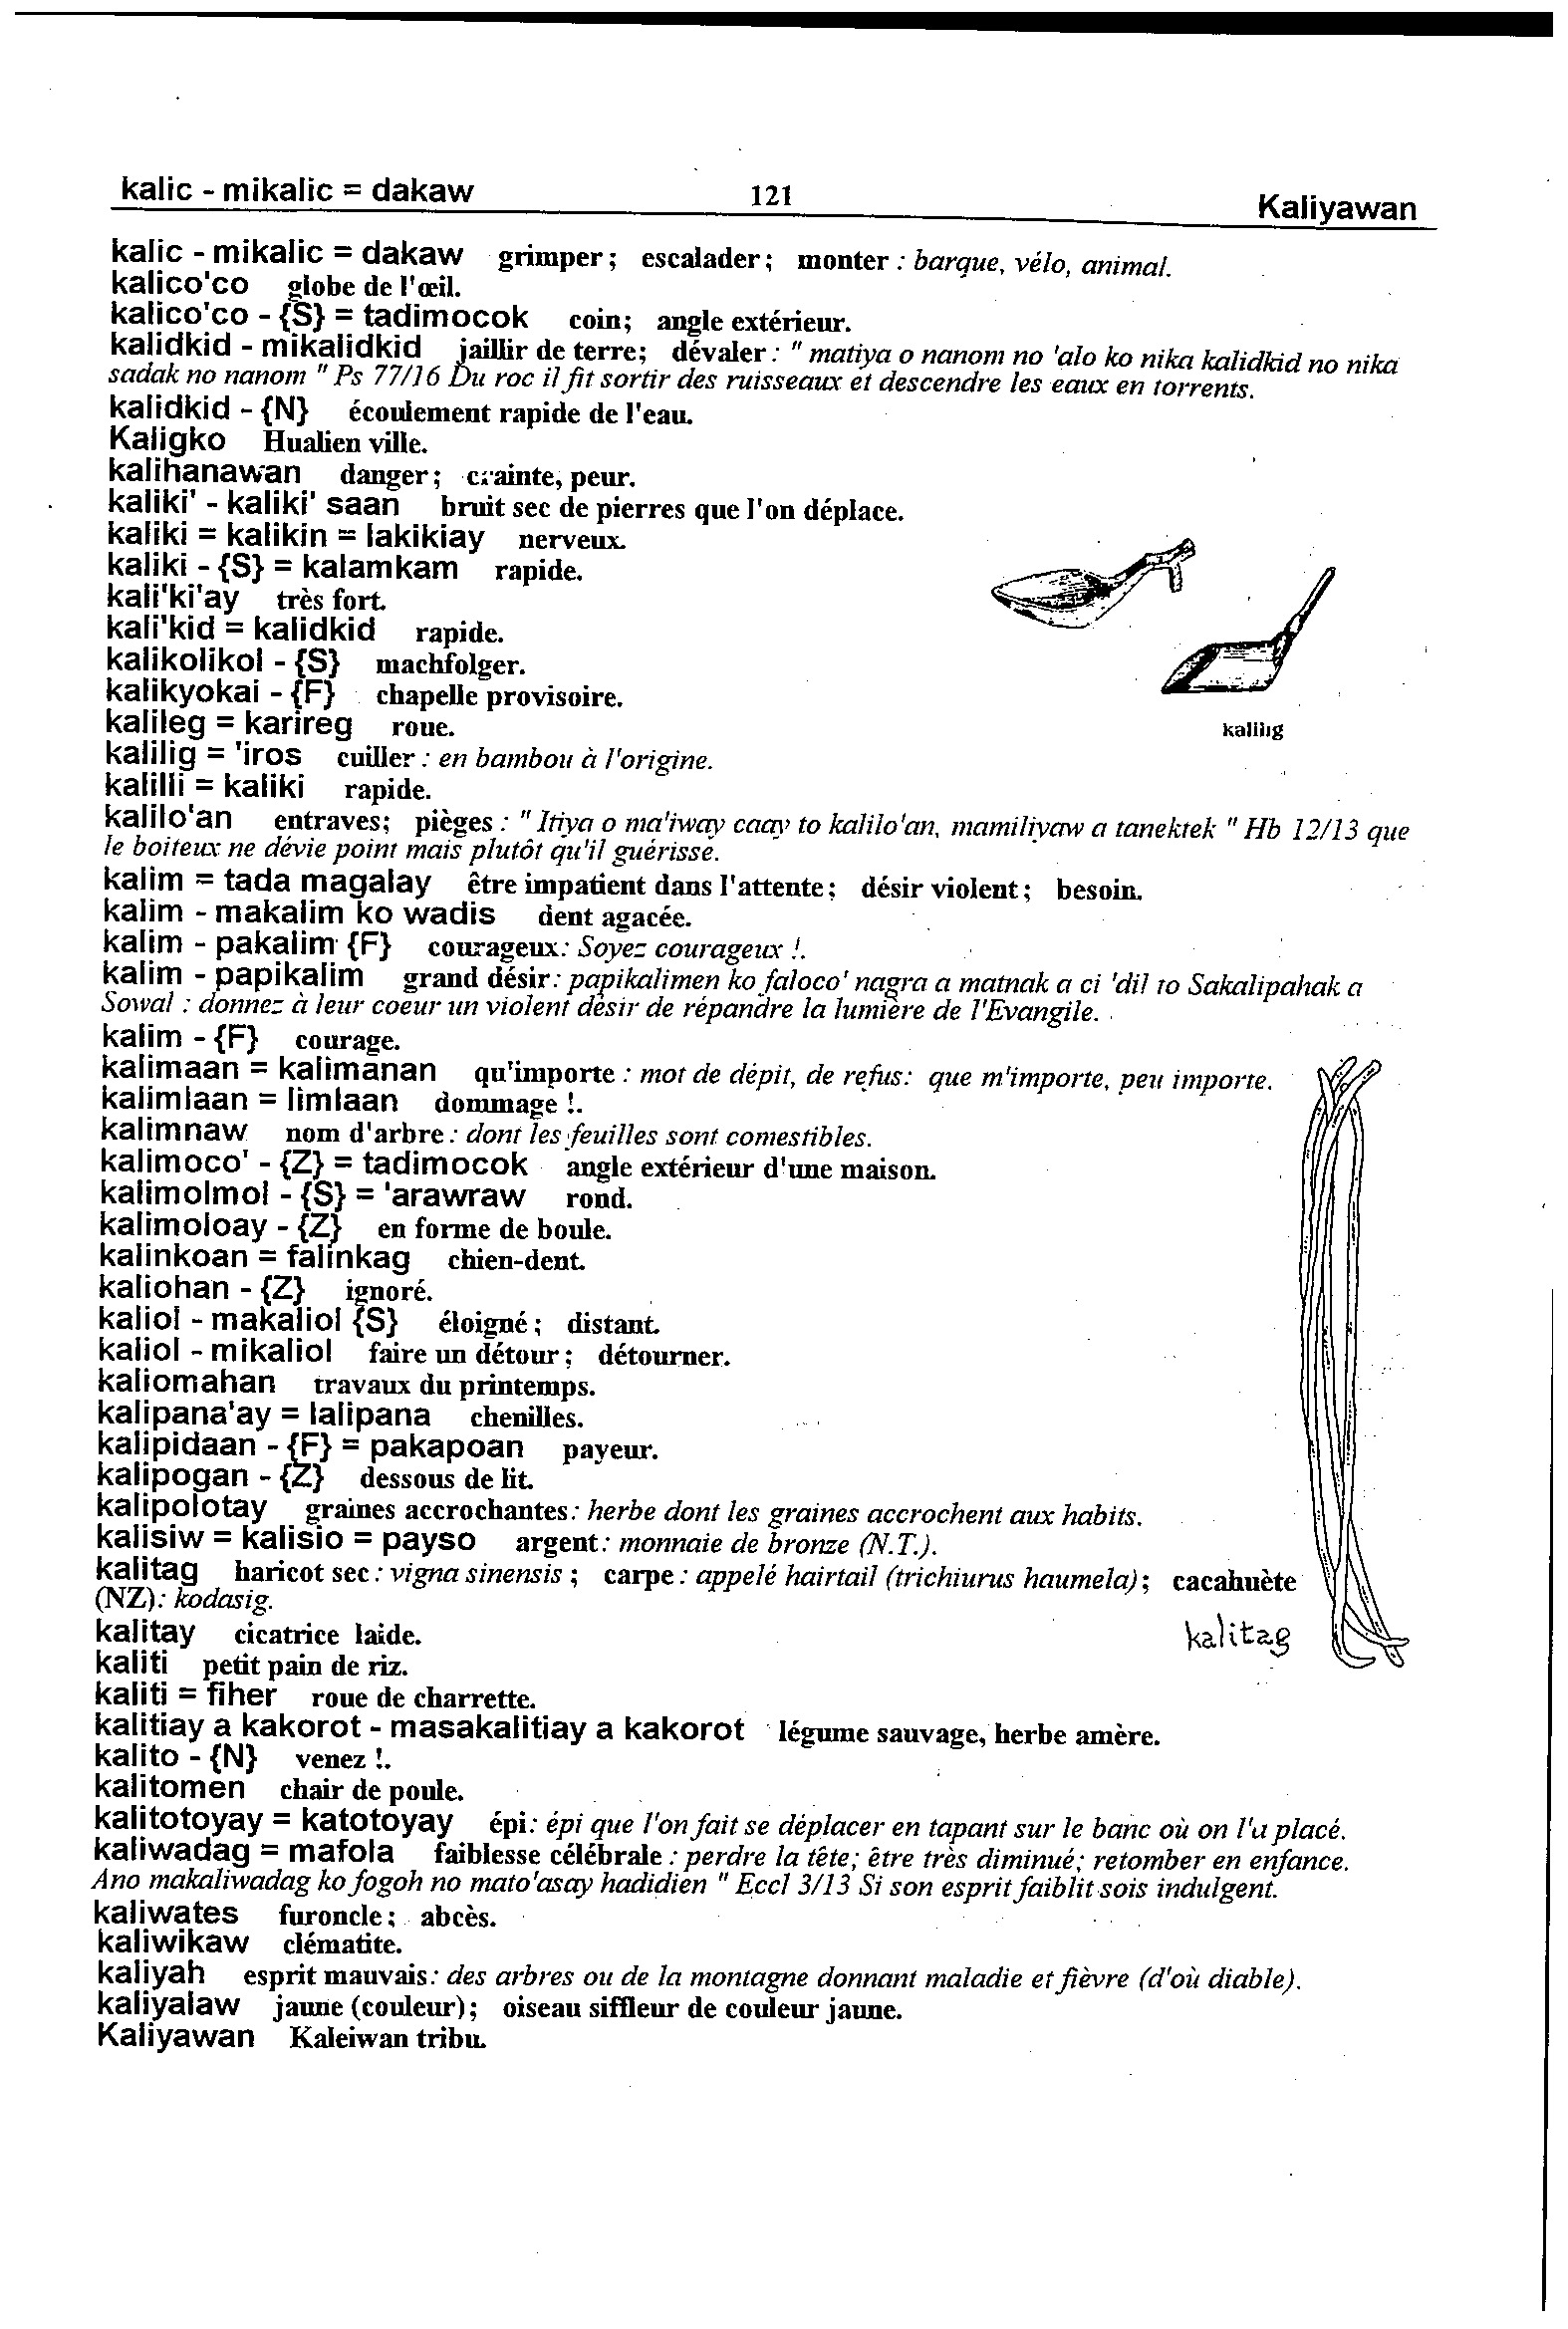 kalic - mikalic = dakaw 121 Kaliyawan
kalic - mikalic = dakaw grimper ; escalader ; monter : barque, vélo, animal.
kalico'co globe de l'œil.
kalico'co - {S} = tadimocok coin; angle extérieur.
kalidkid - mikalidkid jaillir de terre; dévaler : " matiya o nanom no 'alo ko nika kalidkid no nika
sadak no nanom " Ps 77/16 Du roc il fit sortir des ruisseaux et descendre les eaux en torrents.
kalidkid - {N} écoulement rapide de l'eau.
Kaligko Hualien ville.
kalihanawan danger ; crainte, peur.
kaliki' - kaliki' saan bruit sec de pierres que l'on déplace.
kaliki = kalikin = lakikiay nerveux.
kaliki - {S} = kalamkam rapide.
kali'ki'ay très fort.
kali'kid = kalidkid rapide.
kalikolikol - {S} machfolger.
kalikyokai - {F} chapelle provisoire.
kalileg = karireg roue.
kalilig
kalilig = 'iros cuiller : en bambou à l'origine.
kalilli = kaliki rapide.
kalilo'an entraves; pièges : " Itiya o ma'iway caay to kalilo'an, mamiliyaw a tanektek " Hb 12/13 que
le boiteux ne dévie point mais plutôt qu'il guérisse.
kalim = tada magalay être impatient dans l'attente ; désir violent ; besoin.
kalim - makalim ko wadis dent agacée.
kalim - pakalim {F} courageux : Soyez courageux !.
kalim - papikalim grand désir : papikalimen ko faloco' nagra a matnak a ci 'dil to Sakalipahak a
Sowal : donnez à leur coeur un violent désir de répandre la lumière de l'Evangile.
kalim - {F} courage.
kalimaan = kalimanan qu'importe : mot de dépit, de refus: que m'importe, peu importe.
kalimlaan = limlaan dommage !.
kalimnaw nom d'arbre : dont les feuilles sont comestibles.
kalimoco' - {Z} = tadimocok angle extérieur d'une maison.
kalimolmol - {S} = 'arawraw rond.
kalimoloay - {Z} en forme de boule.
kalinkoan = falinkag chien-dent.
kaliohan - {Z} ignoré.
kaliol - makaliol {S} éloigné ; distant.
kaliol - mikaliol faire un détour ; détourner.
kaliomahan travaux du printemps.
kalipana'ay = lalipana chenilles.
kalipidaan - {F} = pakapoan payeur.
kalipogan - {Z} dessous de lit.
kalipolotay graines accrochantes : herbe dont les graines accrochent aux habits.
kalisiw = kalisio = payso argent : monnaie de bronze (N.T.).
kalitag haricot sec : vigna sinensis ; carpe : appelé hairtail (trichiurus haumela) ; cacahuète
(NZ) : kodasig.
kalitag
kalitay cicatrice laide.
kaliti petit pain de riz.
kaliti = fiher roue de charrette.
kalitiay a kakorot - masakalitiay a kakorot légume sauvage, herbe amère.
kalito - {N} venez !.
kalitomen chair de poule.
kalitotoyay = katotoyay épi : épi que l'on fait se déplacer en tapant sur le banc où on l'a placé.
kaliwadag = mafola faiblesse célébrale : perdre la tête; être très diminué; retomber en enfance.
Ano makaliwadag ko fogoh no mato'asay hadidien " Eccl 3/13 Si son esprit faiblit sois indulgent.
kaliwates furoncle ; abcès.
kaliwikaw clématite.
kaliyah esprit mauvais : des arbres ou de la montagne donnant maladie et fièvre (d'où diable).
kaliyalaw jaune (couleur) ; oiseau siffleur de couleur jaune.
Kaliyawan Kaleiwan tribu.